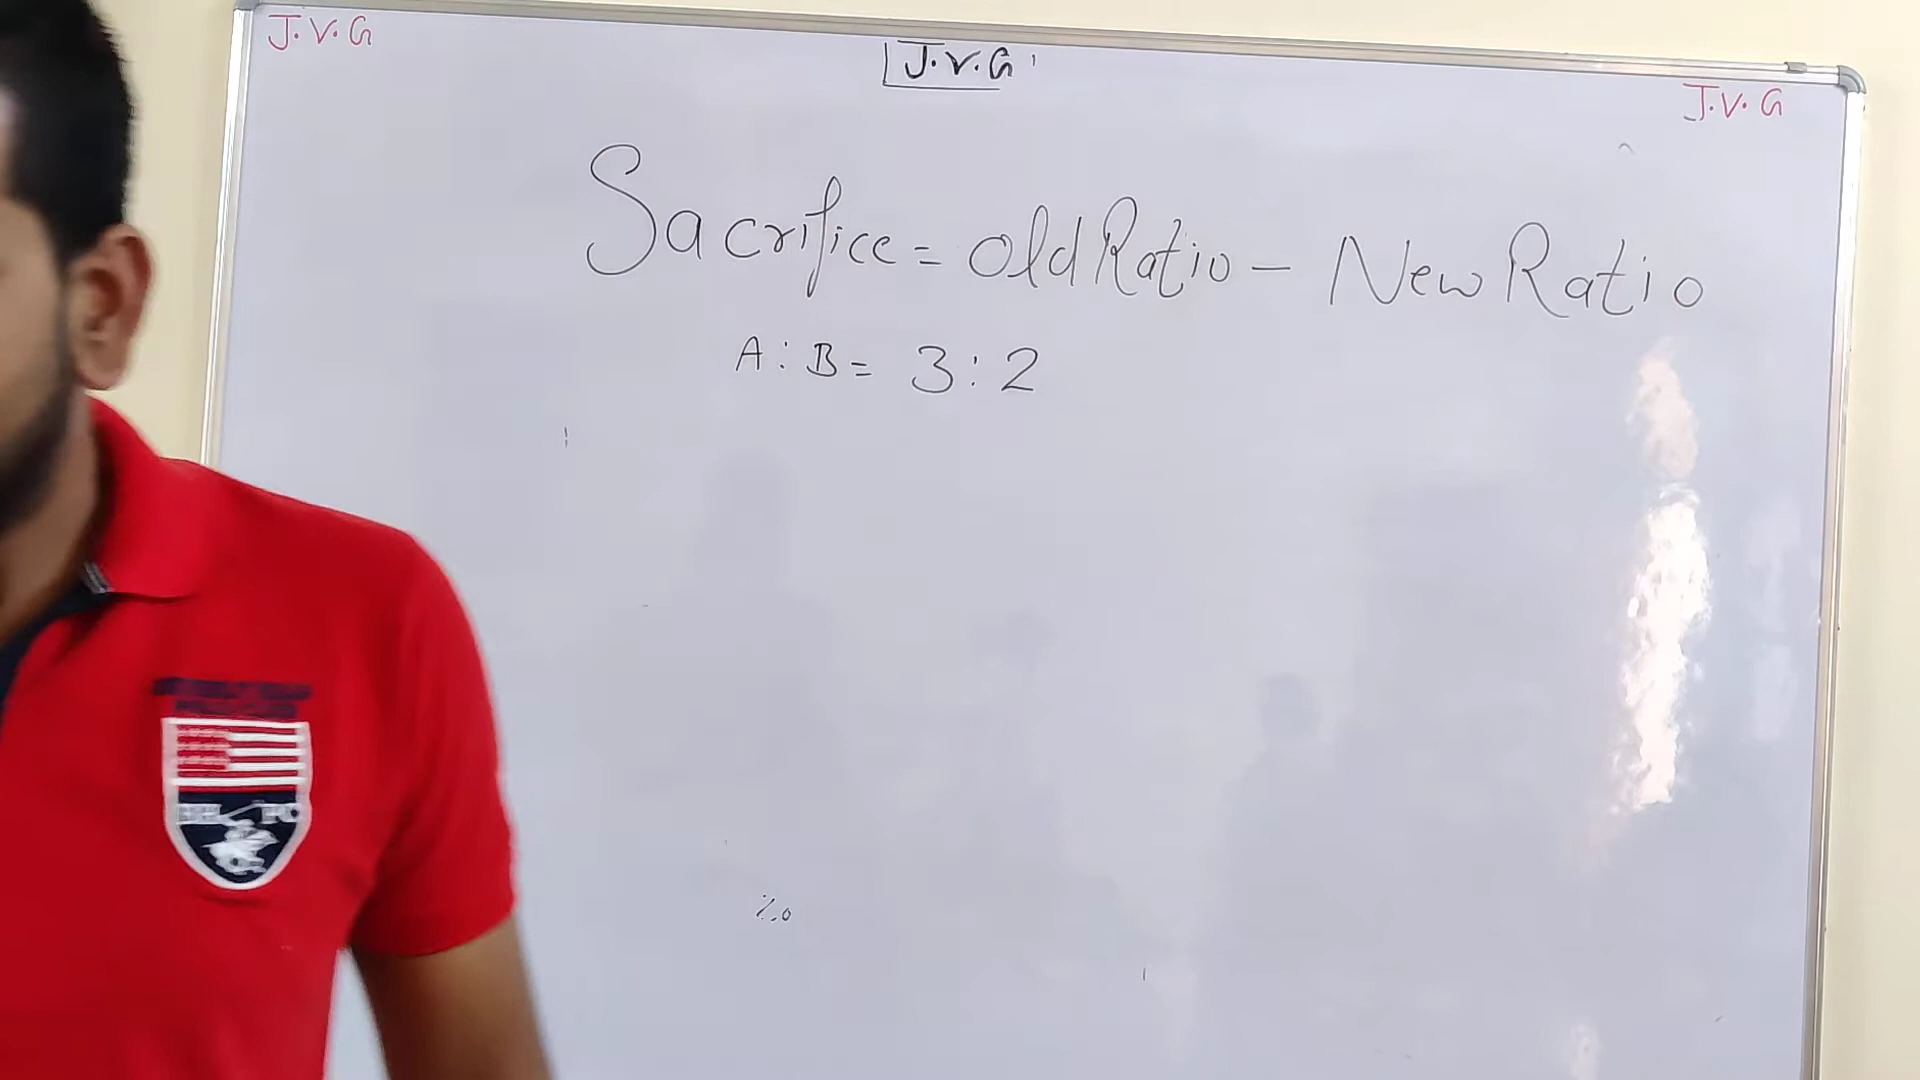 J.V.G
J.V.G
J.V.G
Sacrifice = Old Ratio - New Ratio
A : B = 3 : 2